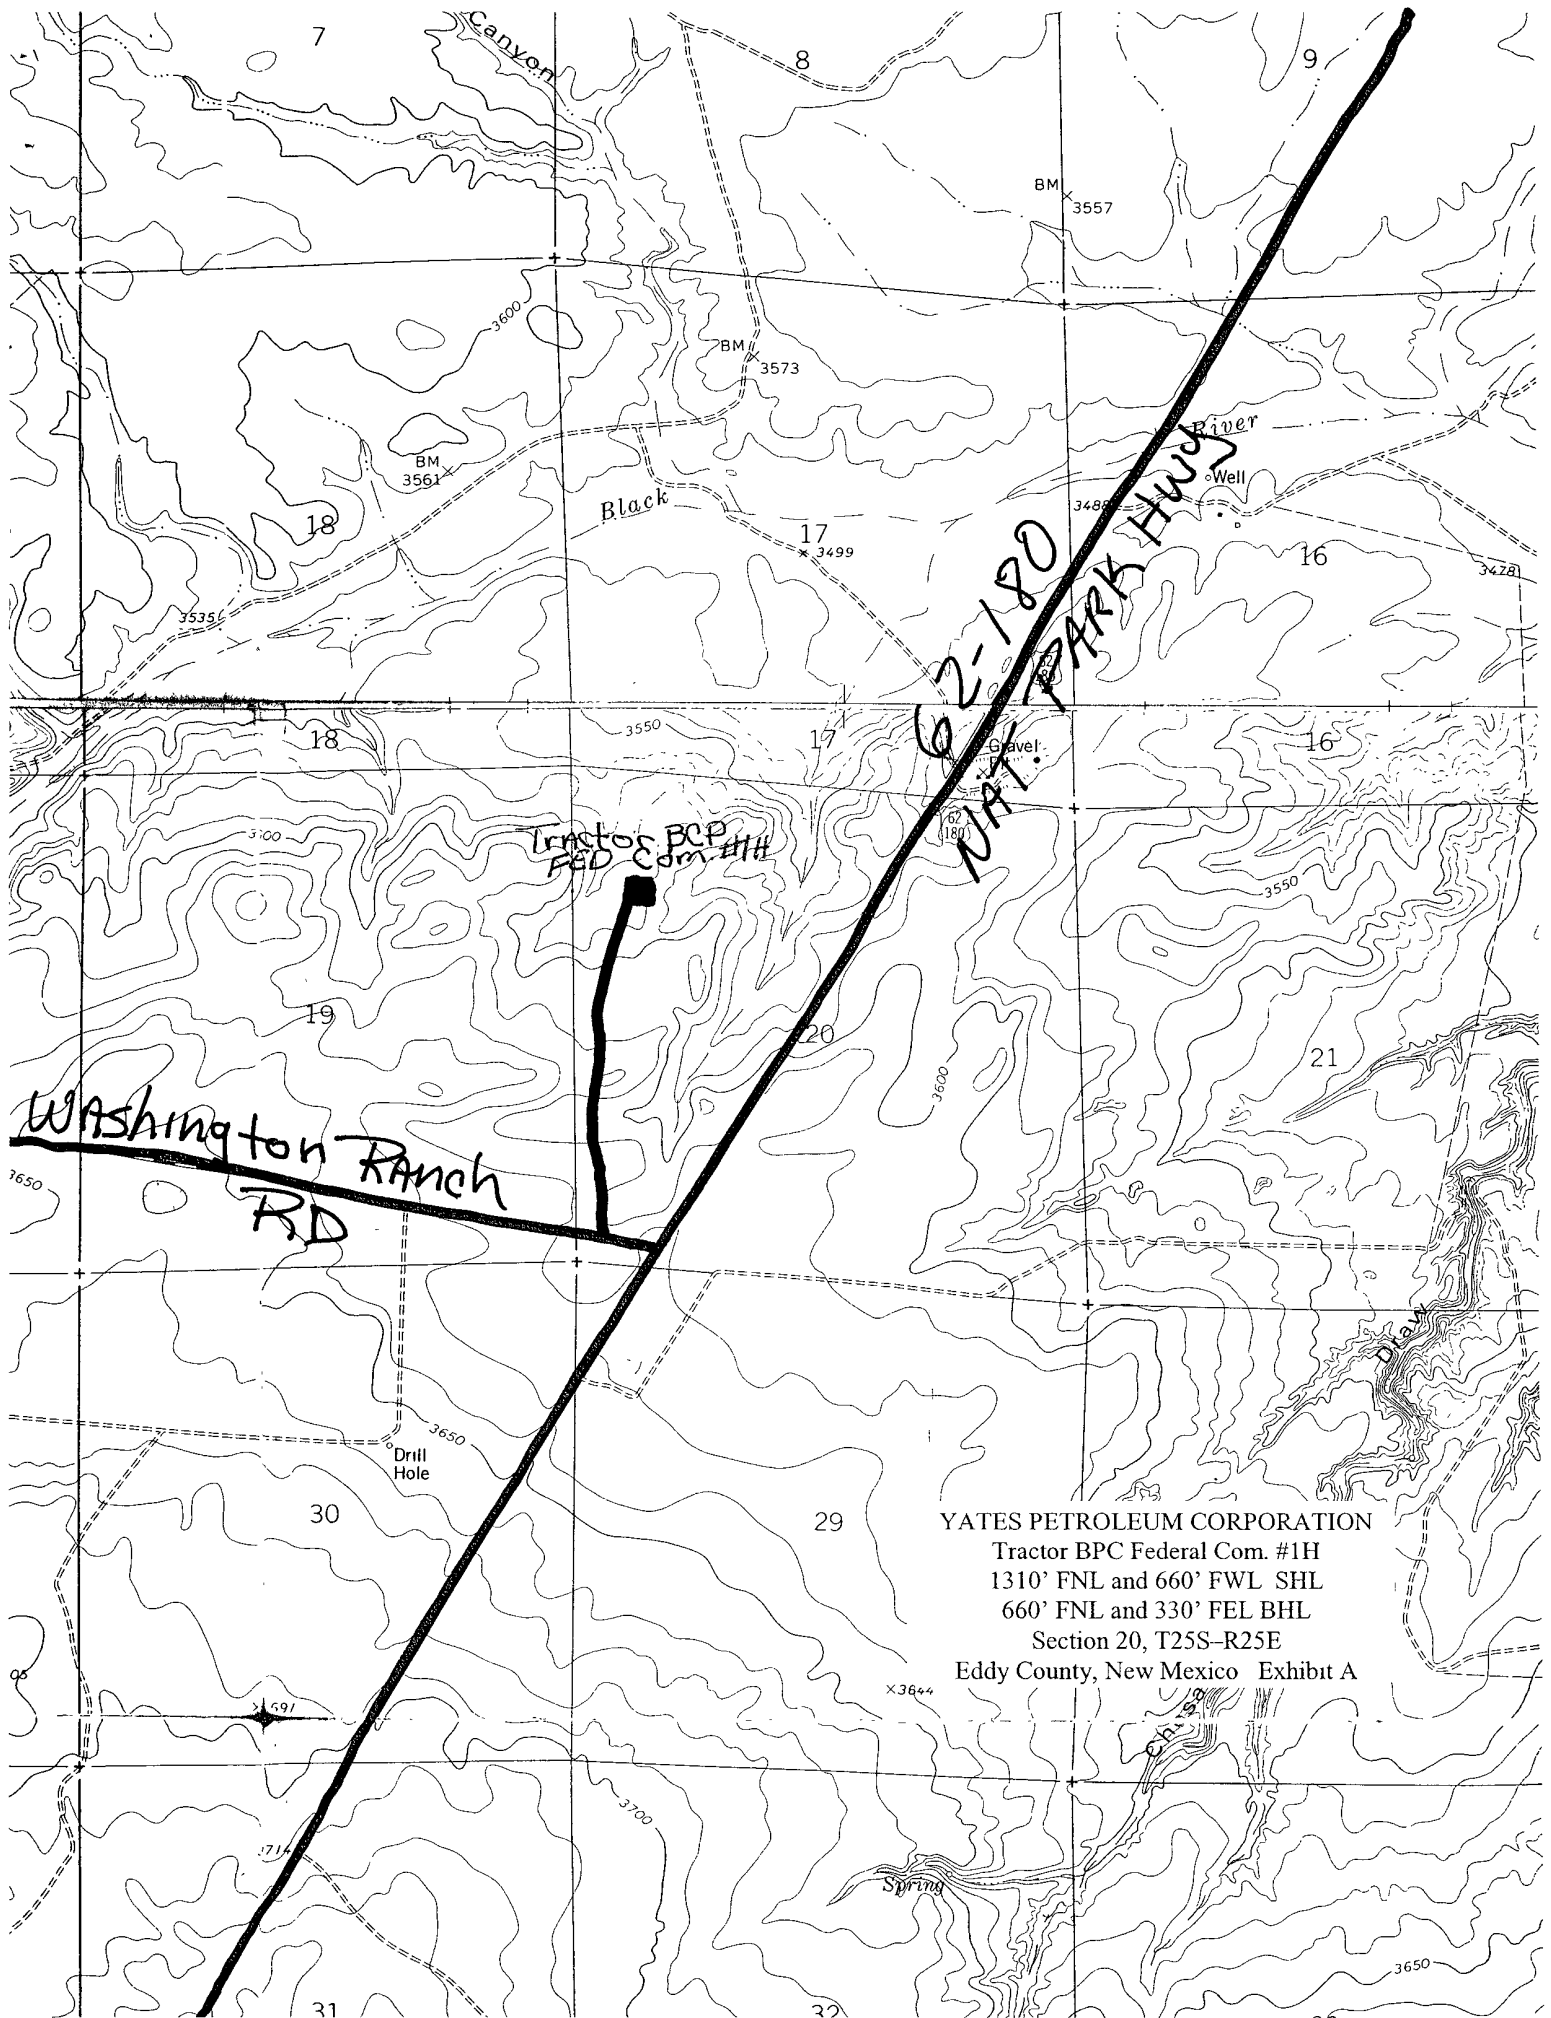 7
Canyon
8
9
BM
3557
3600
BM
3573
BM
3561
River
Well
Black
18
17
3499
3488
16
3478
3535
62-180
NAT. PARK Hwy
3550
18
17
Gravel
16
62
180
3550
Tractor BCP
FED Com #1H
19
20
21
3600
Washington Ranch
RD
3650
Draw
3650
Drill
Hole
30
29
YATES PETROLEUM CORPORATION
Tractor BPC Federal Com. #1H
1310’ FNL and 660’ FWL SHL
660’ FNL and 330’ FEL BHL
Section 20, T25S–R25E
Eddy County, New Mexico Exhibit A
3644
3700
Spring
3650
31
32